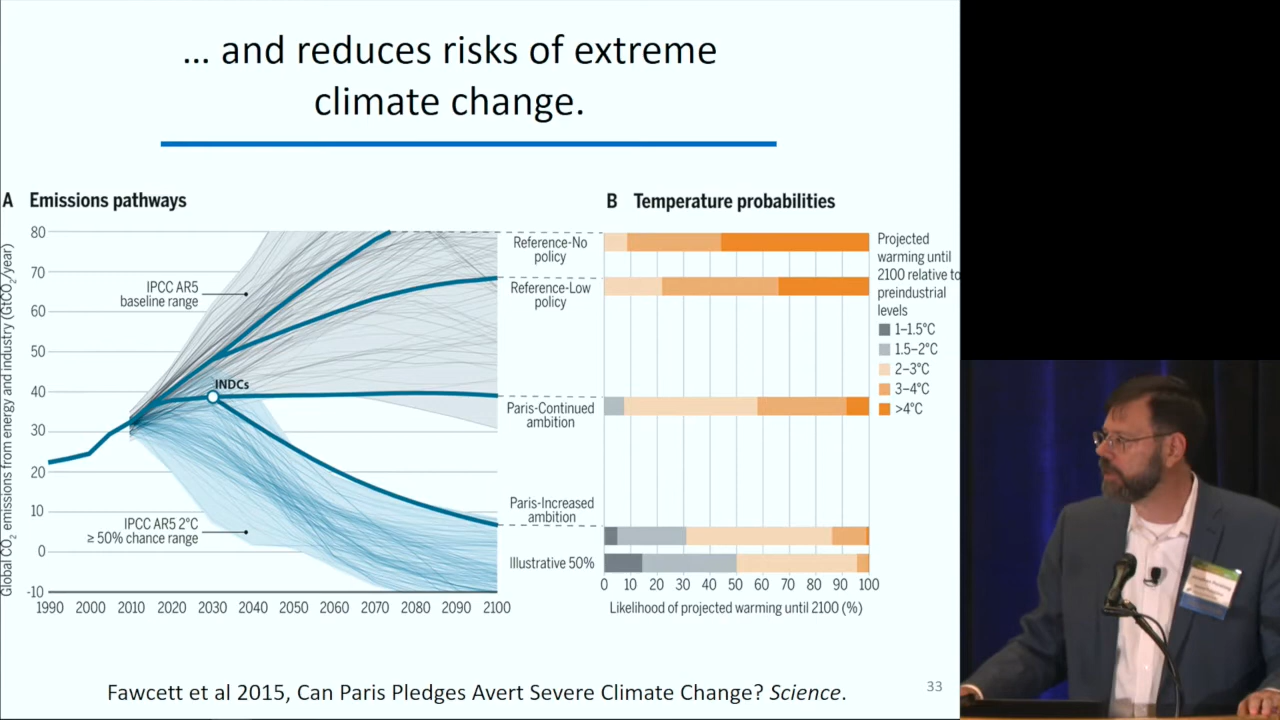 ... and reduces risks of extreme
climate change.
A Emissions pathways
Global CO2 emissions from energy and industry (GtCO2/year)
80
70
60
50
40
30
20
10
0
-10
IPCC AR5
baseline range
INDCs
IPCC AR5 2°C
≥ 50% chance range
1990 2000 2010 2020 2030 2040 2050 2060 2070 2080 2090 2100
Reference-No
policy
Reference-Low
policy
Paris-Continued
ambition
Paris-Increased
ambition
Illustrative 50%
B Temperature probabilities
0 10 20 30 40 50 60 70 80 90 100
Likelihood of projected warming until 2100 (%)
Projected
warming until
2100 relative to
preindustrial
levels
1–1.5°C
1.5–2°C
2–3°C
3–4°C
>4°C
Fawcett et al 2015, Can Paris Pledges Avert Severe Climate Change? Science.
33